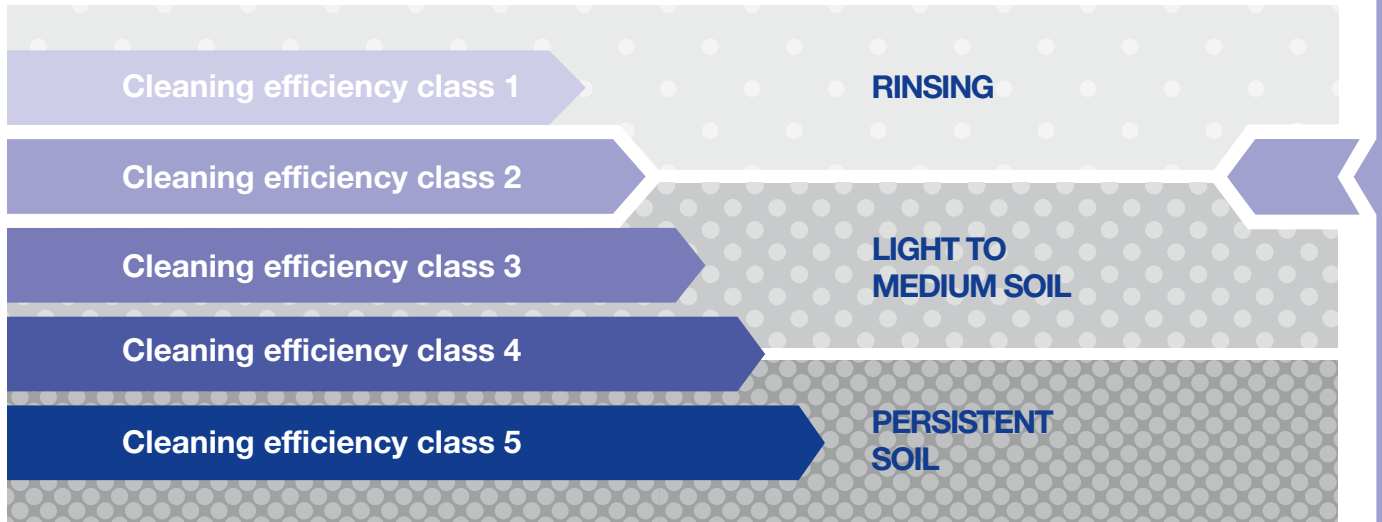 Cleaning efficiency class 1
RINSING
Cleaning efficiency class 2
Cleaning efficiency class 3
LIGHT TO
MEDIUM SOIL
Cleaning efficiency class 4
Cleaning efficiency class 5
PERSISTENT
SOIL